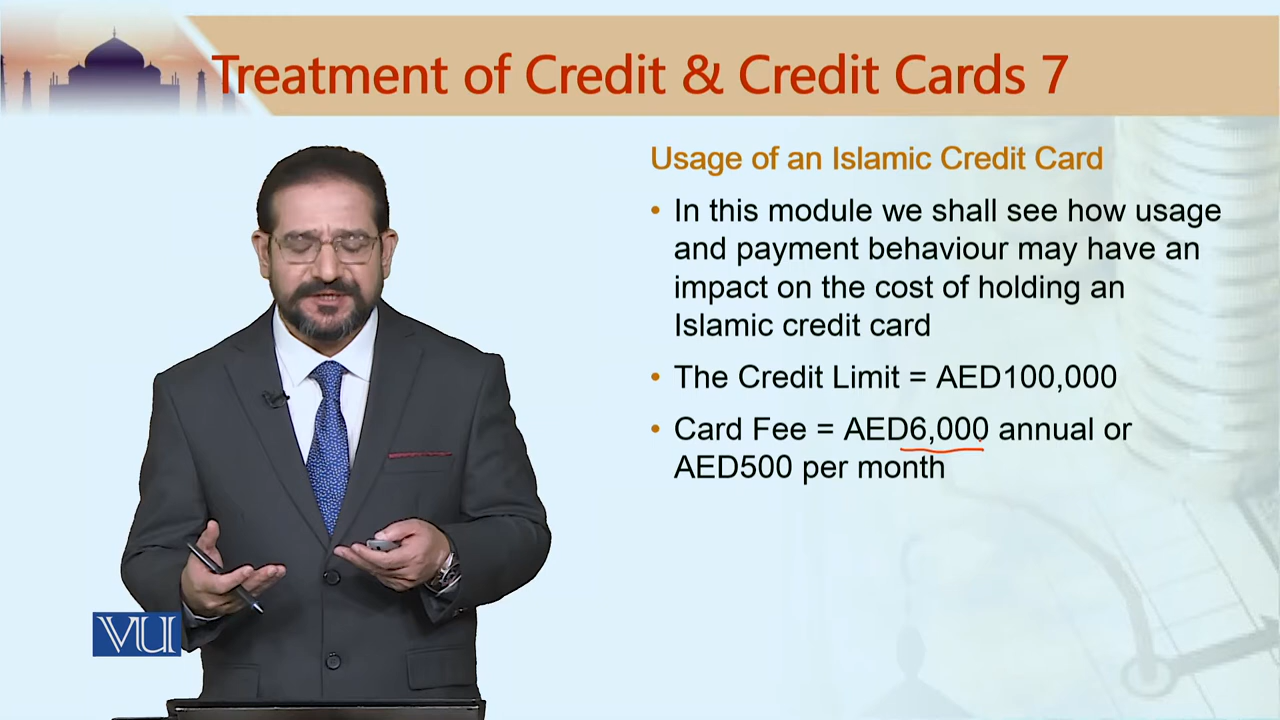 Treatment of Credit & Credit Cards 7
Usage of an Islamic Credit Card
• In this module we shall see how usage
and payment behaviour may have an
impact on the cost of holding an
Islamic credit card
• The Credit Limit = AED100,000
• Card Fee = AED6,000 annual or
AED500 per month
VU